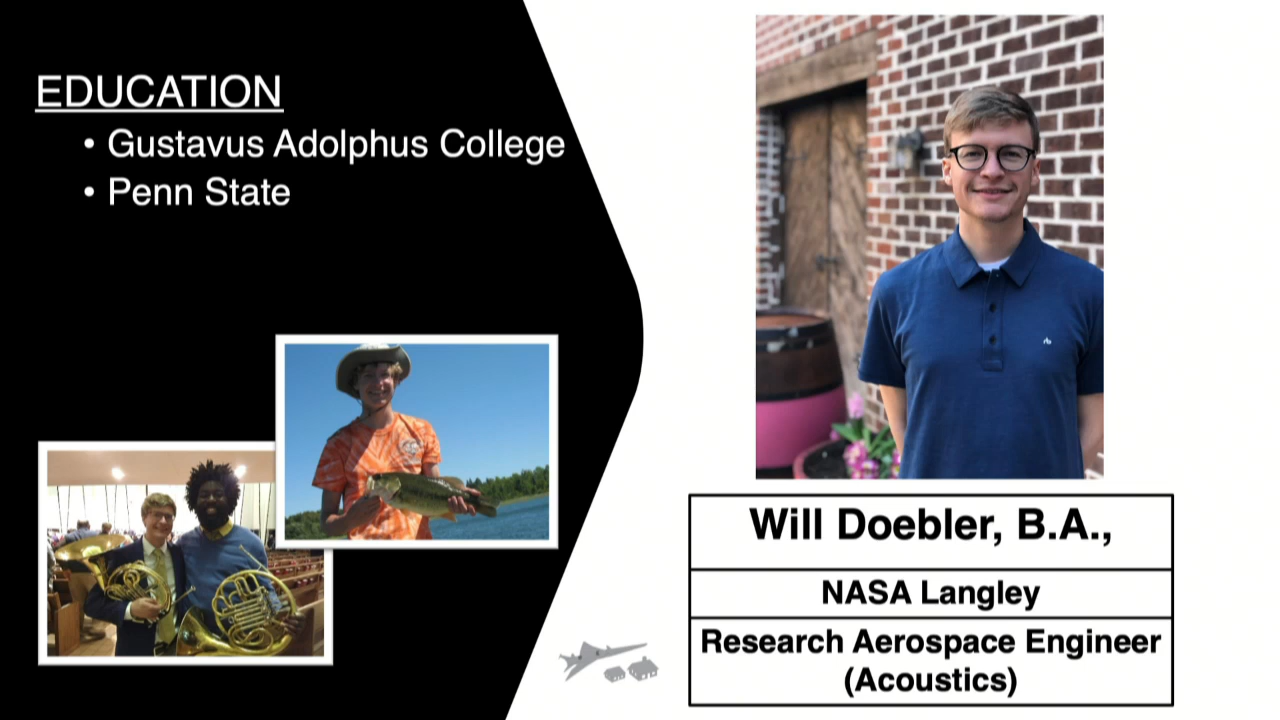 EDUCATION
• Gustavus Adolphus College
• Penn State
Will Doebler, B.A.,
NASA Langley
Research Aerospace Engineer
(Acoustics)